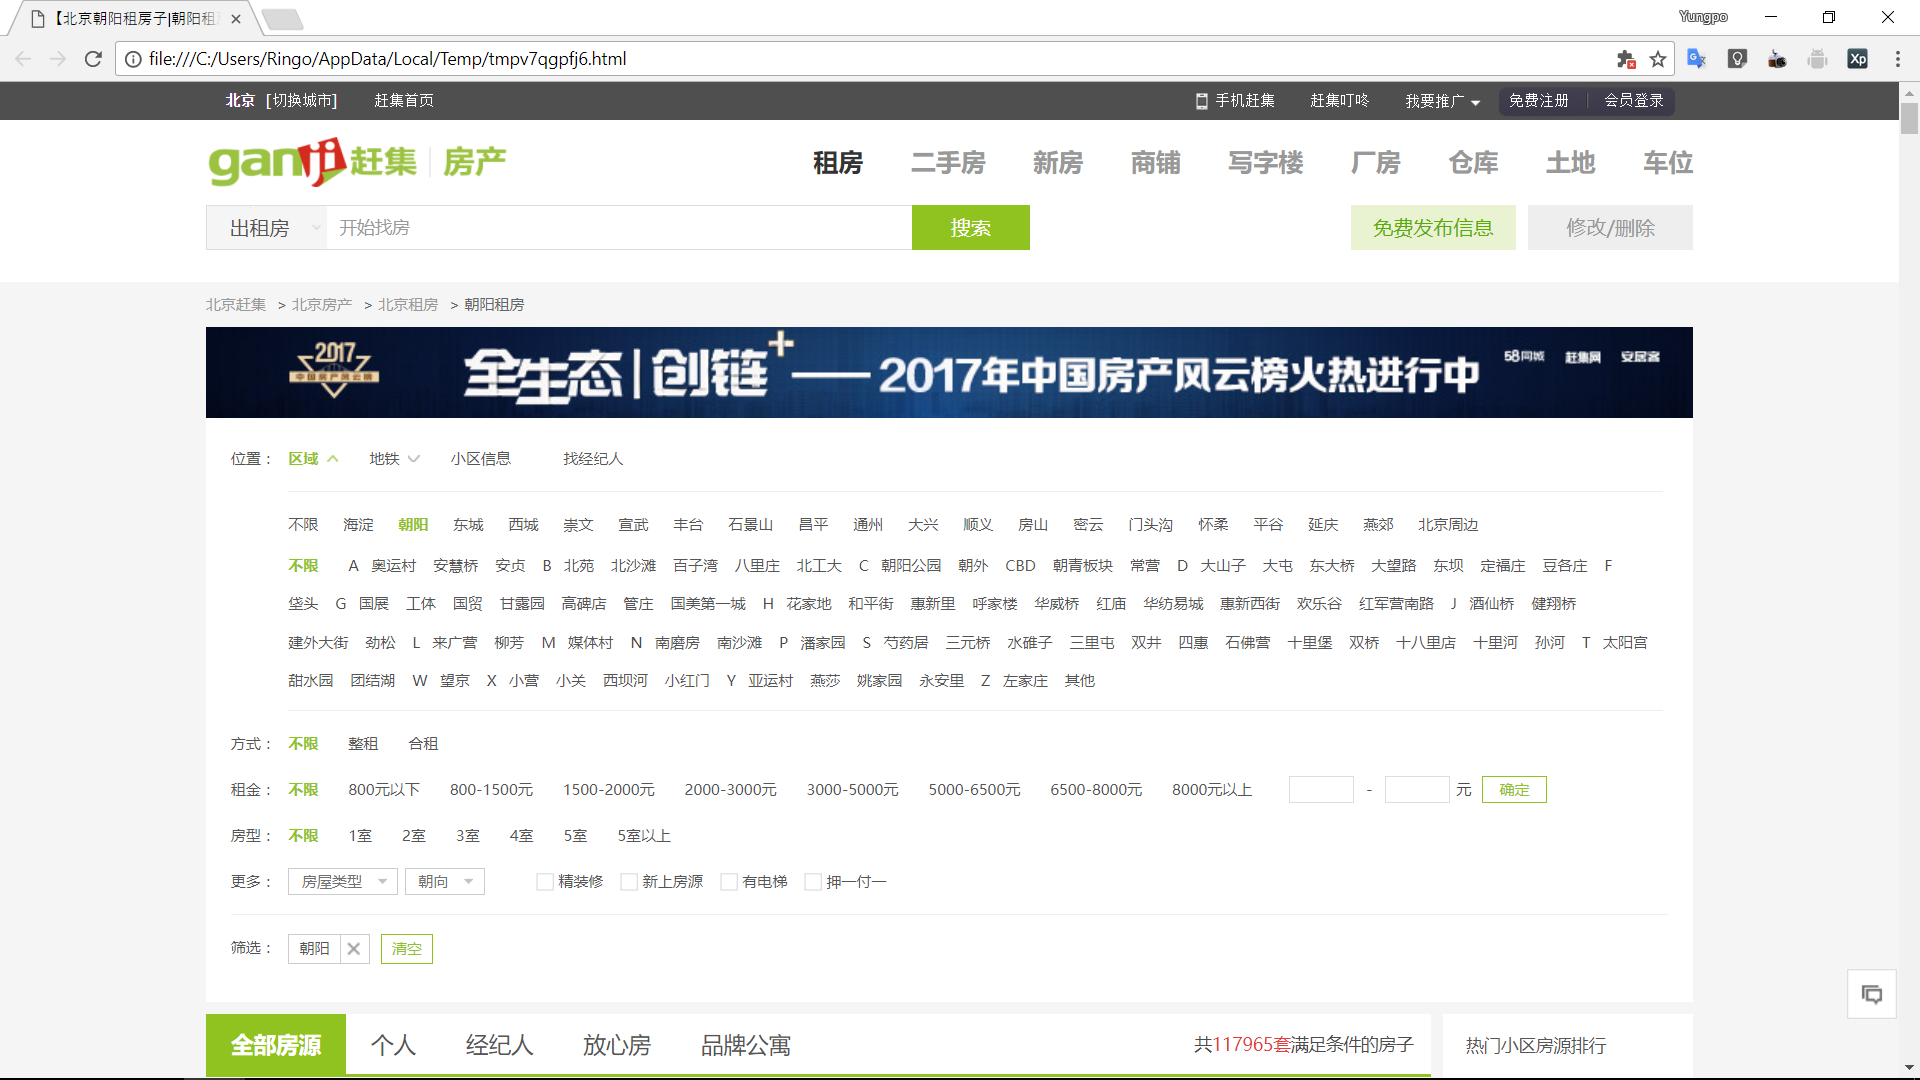 【北京朝阳租房子|朝阳租
Yungpo
file:///C:/Users/Ringo/AppData/Local/Temp/tmpv7qgpfj6.html
北京 [切换城市] 赶集首页 手机赶集 赶集叮咚 我要推广 免费注册 会员登录
ganji 赶集 房产 租房 二手房 新房 商铺 写字楼 厂房 仓库 土地 车位
出租房 开始找房 搜索 免费发布信息 修改/删除
北京赶集 > 北京房产 > 北京租房 > 朝阳租房
2017 中国房产风云榜 全生态|创链+ —— 2017年中国房产风云榜火热进行中 58同城 赶集网 安居客
位置： 区域 地铁 小区信息 找经纪人
不限 海淀 朝阳 东城 西城 崇文 宣武 丰台 石景山 昌平 通州 大兴 顺义 房山 密云 门头沟 怀柔 平谷 延庆 燕郊 北京周边
不限 A 奥运村 安慧桥 安贞 B 北苑 北沙滩 百子湾 八里庄 北工大 C 朝阳公园 朝外 CBD 朝青板块 常营 D 大山子 大屯 东大桥 大望路 东坝 定福庄 豆各庄 F
垡头 G 国展 工体 国贸 甘露园 高碑店 管庄 国美第一城 H 花家地 和平街 惠新里 呼家楼 华威桥 红庙 华纺易城 惠新西街 欢乐谷 红军营南路 J 酒仙桥 健翔桥
建外大街 劲松 L 来广营 柳芳 M 媒体村 N 南磨房 南沙滩 P 潘家园 S 芍药居 三元桥 水碓子 三里屯 双井 四惠 石佛营 十里堡 双桥 十八里店 十里河 孙河 T 太阳宫
甜水园 团结湖 W 望京 X 小营 小关 西坝河 小红门 Y 亚运村 燕莎 姚家园 永安里 Z 左家庄 其他
方式： 不限 整租 合租
租金： 不限 800元以下 800-1500元 1500-2000元 2000-3000元 3000-5000元 5000-6500元 6500-8000元 8000元以上 - 元 确定
房型： 不限 1室 2室 3室 4室 5室 5室以上
更多： 房屋类型 朝向 精装修 新上房源 有电梯 押一付一
筛选： 朝阳 清空
全部房源 个人 经纪人 放心房 品牌公寓 共117965套满足条件的房子 热门小区房源排行